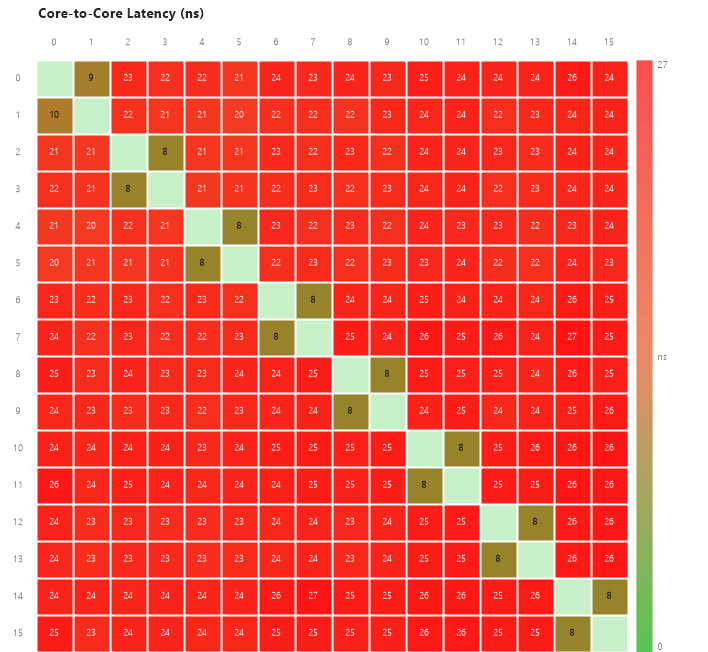 Core-to-Core Latency (ns)
0 1 2 3 4 5 6 7 8 9 10 11 12 13 14 15
27
0 9 23 22 22 21 24 23 24 23 25 24 24 24 26 24
1 10 22 21 21 20 22 22 22 23 24 24 22 23 24 24
2 21 21 8 21 21 23 22 23 22 24 24 23 23 24 24
3 22 21 8 21 21 22 23 22 23 24 24 22 23 24 24
4 21 20 22 21 8 23 22 23 22 24 23 23 22 23 24
5 20 21 21 21 8 22 23 22 23 23 24 22 22 24 23
6 23 22 23 22 23 22 8 24 24 25 24 24 24 26 25
7 24 22 23 22 22 23 8 25 24 26 25 26 24 27 25
8 25 23 24 23 23 24 24 25 8 25 25 25 24 26 25
ns
9 24 23 23 23 22 23 24 24 8 24 25 24 24 25 26
10 24 24 24 24 23 24 25 25 25 25 8 25 26 26 26
11 26 24 25 24 24 24 24 25 25 25 8 25 25 26 26
12 24 23 23 23 23 23 24 24 23 24 25 25 8 26 26
13 24 23 23 23 23 23 24 24 23 24 25 25 8 26 26
14 24 24 24 24 24 24 26 27 25 25 26 26 25 26 8
15 25 23 24 24 24 24 25 25 25 25 26 26 25 25 8
0